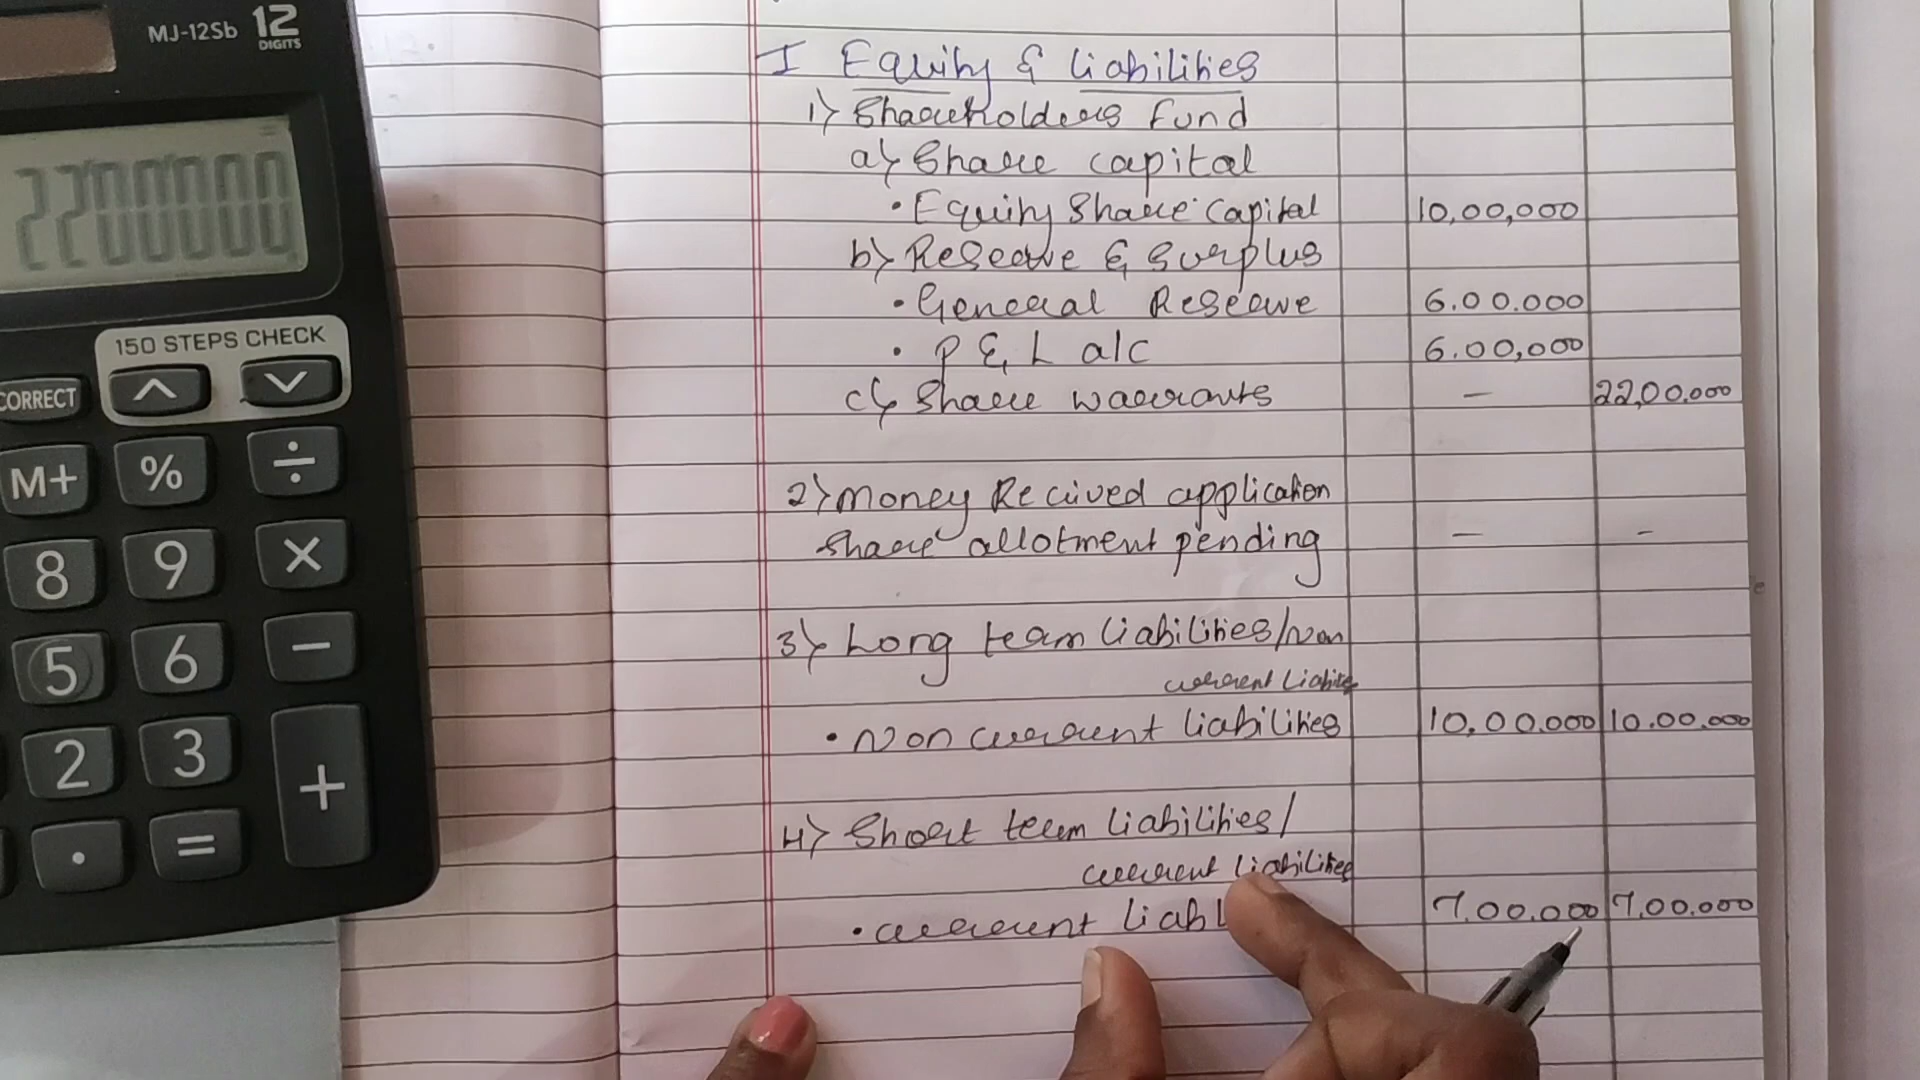 MJ-12Sb 12 DIGITS
2200000
150 STEPS CHECK
CORRECT
M+ % ÷
8 9 ×
5 6 −
2 3 +
. =
I Equity & Liabilities
1) Shareholders Fund
a) Share capital
• Equity Share capital 10,00,000
b) Reserve & Surplus
• General Reserve 6.00.000
• P & L a/c 6.00,000
c) Share warrants — 22,00.000
2) Money Recived application
Share allotment pending — -
3) Long team Liabilities/Non
current
• Non current liabilities 10,00.000 10.00.000
4) Short term Liabilities/
current liabilities
• current 7,00.000 7,00.000